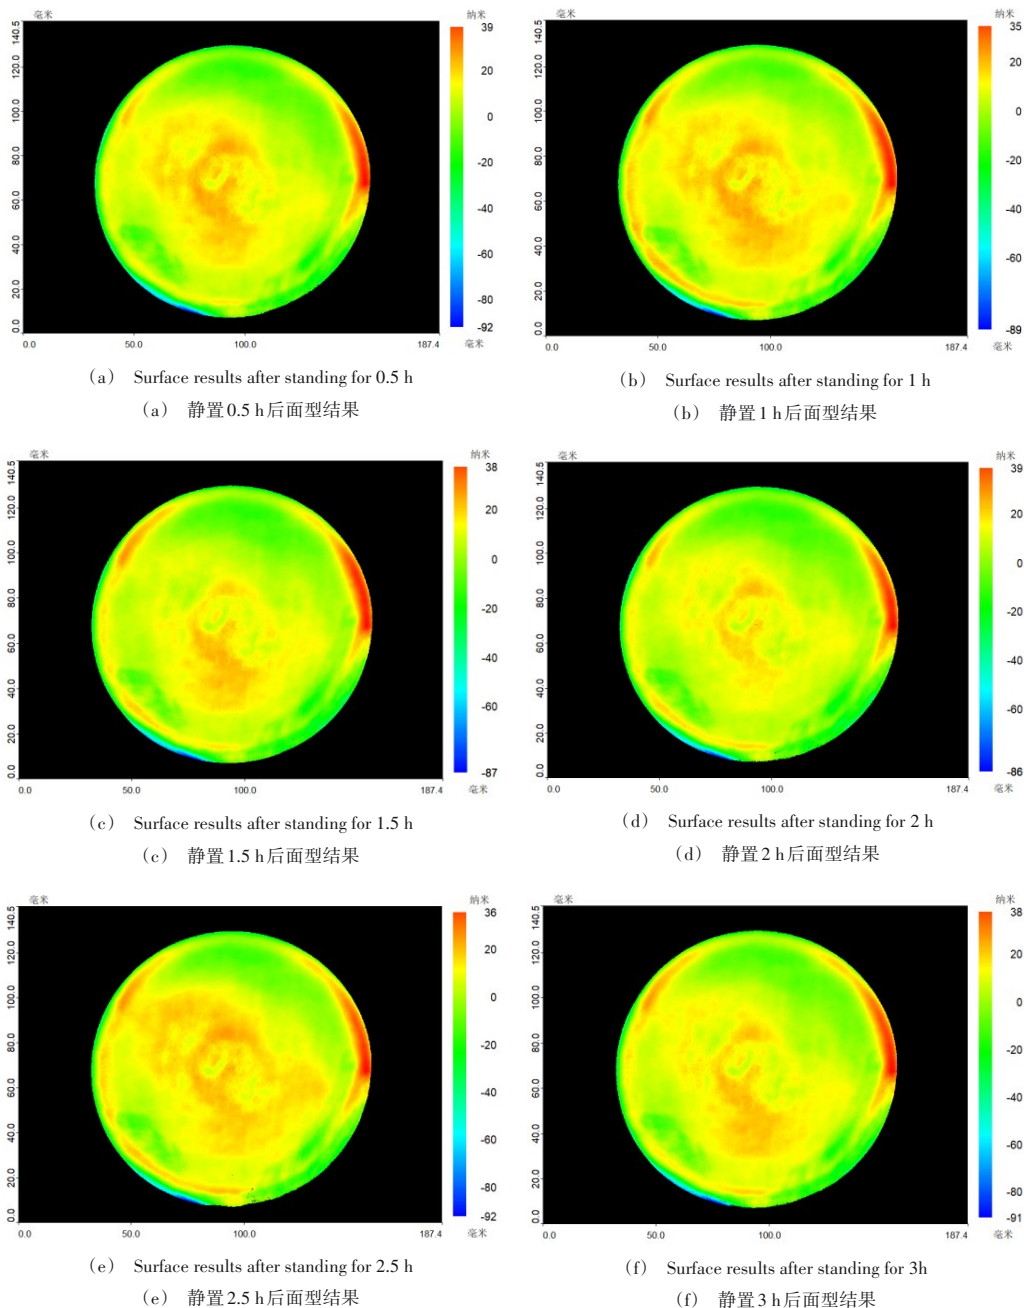 毫米 纳米
140.5 120.0 100.0 80.0 60.0 40.0 20.0 0.0
39 20 0 -20 -40 -60 -80 -92
0.0 50.0 100.0 187.4 毫米
(a) Surface results after standing for 0.5 h
(a) 静置0.5 h后面型结果
毫米 纳米
140.5 120.0 100.0 80.0 60.0 40.0 20.0 0.0
35 20 0 -20 -40 -60 -89
0.0 50.0 100.0 187.4 毫米
(b) Surface results after standing for 1 h
(b) 静置1 h后面型结果
毫米 纳米
140.5 120.0 100.0 80.0 60.0 40.0 20.0 0.0
38 20 0 -20 -40 -60 -87
0.0 50.0 100.0 187.4 毫米
(c) Surface results after standing for 1.5 h
(c) 静置1.5 h后面型结果
毫米 纳米
140.5 120.0 100.0 80.0 60.0 40.0 20.0 0.0
39 20 0 -20 -40 -60 -86
0.0 50.0 100.0 187.4 毫米
(d) Surface results after standing for 2 h
(d) 静置2 h后面型结果
毫米 纳米
140.5 120.0 100.0 80.0 60.0 40.0 20.0 0.0
36 20 0 -20 -40 -60 -80 -92
0.0 50.0 100.0 187.4 毫米
(e) Surface results after standing for 2.5 h
(e) 静置2.5 h后面型结果
毫米 纳米
140.5 120.0 100.0 80.0 60.0 40.0 20.0 0.0
38 20 0 -20 -40 -60 -80 -91
0.0 50.0 100.0 187.4 毫米
(f) Surface results after standing for 3h
(f) 静置3 h后面型结果